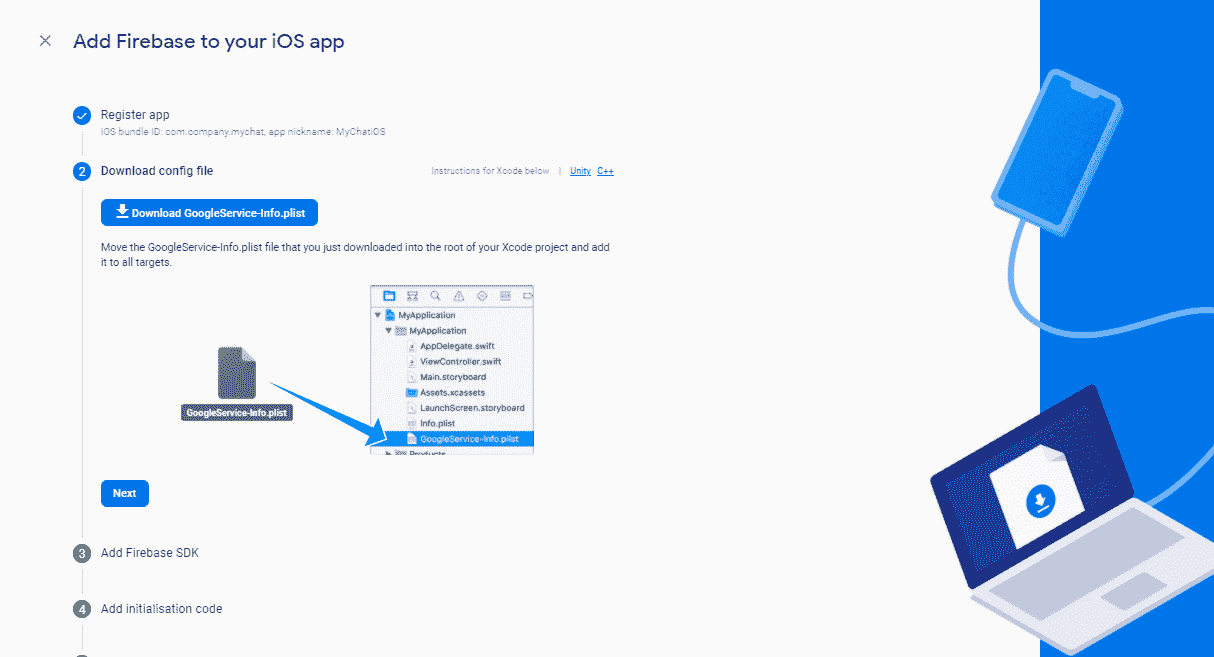 Add Firebase to your iOS app
Register app
iOS bundle ID: com.company.mychat, app nickname: MyChatiOS
2
Download config file
Instructions for Xcode below | Unity C++
Download GoogleService-Info.plist
Move the GoogleService-Info.plist file that you just downloaded into the root of your Xcode project and add
it to all targets.
MyApplication
MyApplication
AppDelegate.swift
ViewController.swift
Main.storyboard
Assets.xcassets
LaunchScreen.storyboard
Info.plist
GoogleService-Info.plist
Products
GoogleService-Info.plist
Next
3 Add Firebase SDK
4 Add initialisation code